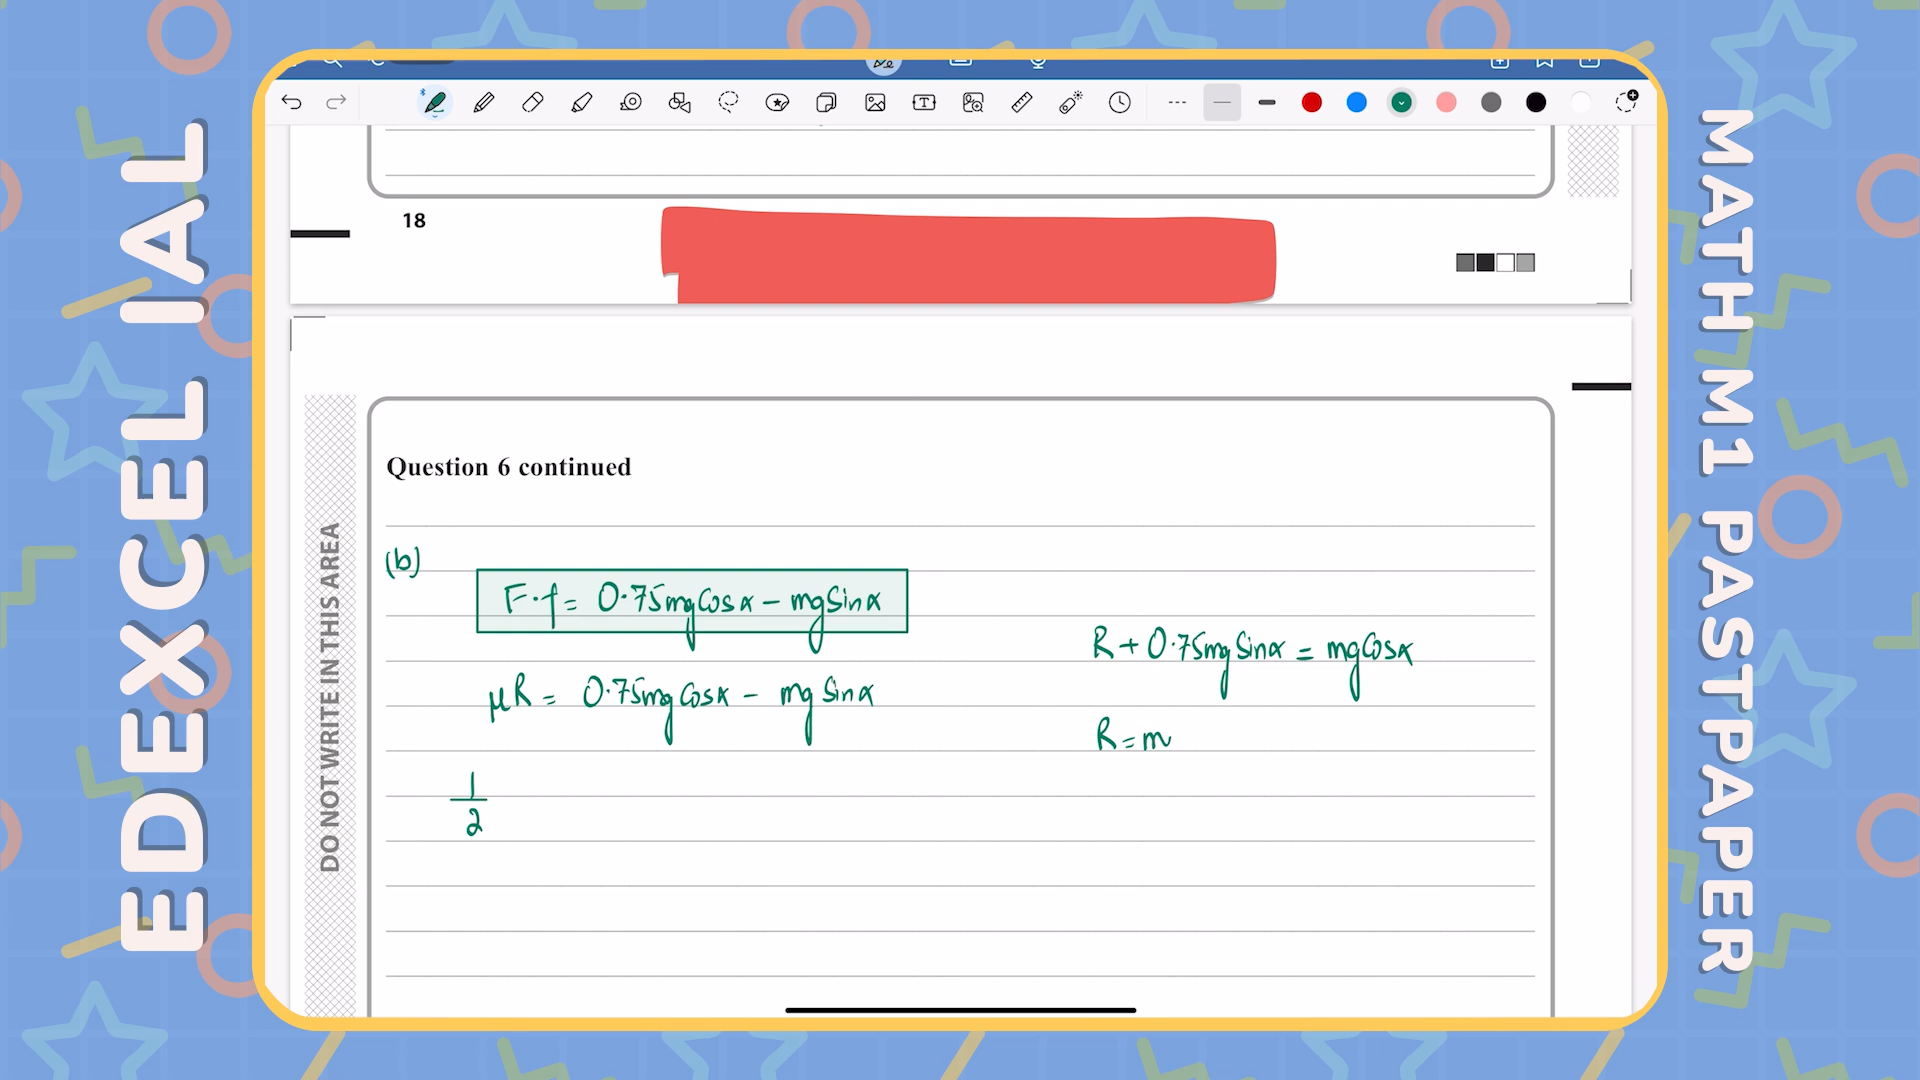 EDEXCEL IAL
18
DO NOT WRITE IN THIS AREA
Question 6 continued
(b)
F.f = 0.75mgCosα − mgSinα
μR = 0.75mgCosα − mgSinα
1
2
R + 0.75mgSinα = mgCosα
R = m
MATH M1 PASTPAPER